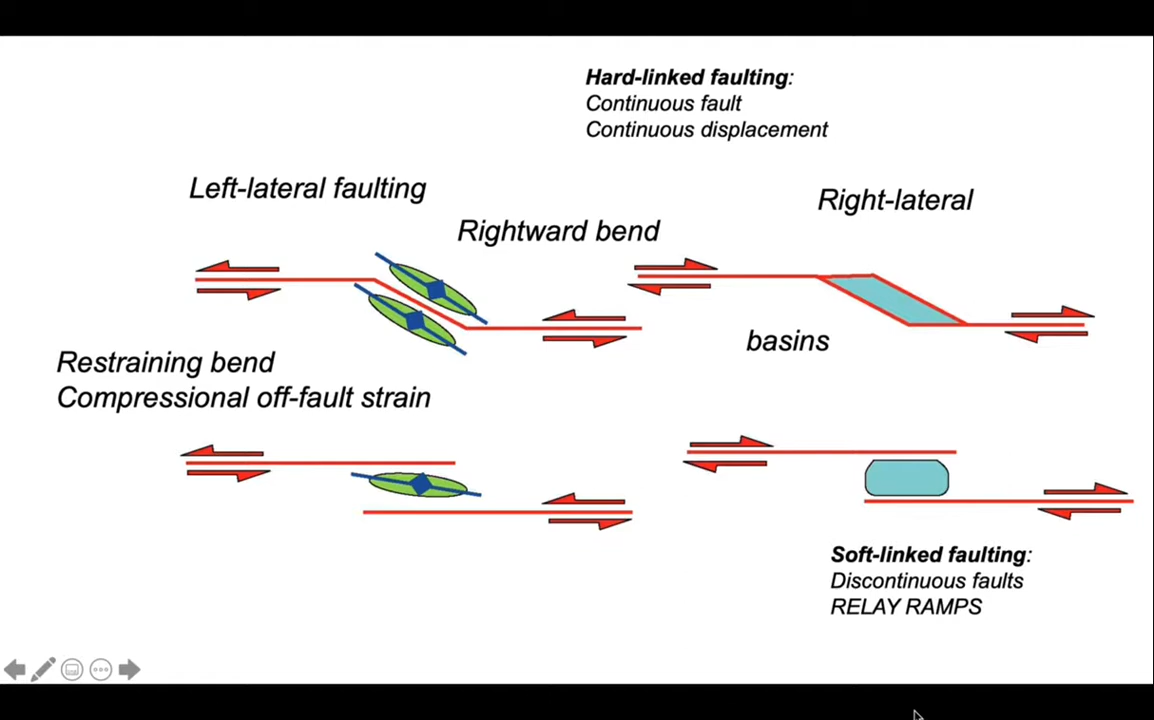 Hard-linked faulting:
Continuous fault
Continuous displacement
Left-lateral faulting
Right-lateral
Rightward bend
basins
Restraining bend
Compressional off-fault strain
Soft-linked faulting:
Discontinuous faults
RELAY RAMPS